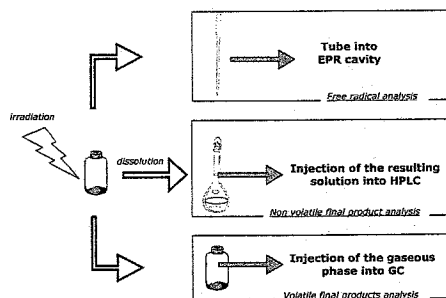 Tube into
EPR cavity
Free radical analysis
irradiation
dissolution
Injection of the resulting
solution into HPLC
Non volatile final product analysis
Injection of the gaseous
phase into GC
Volatile final products analysis